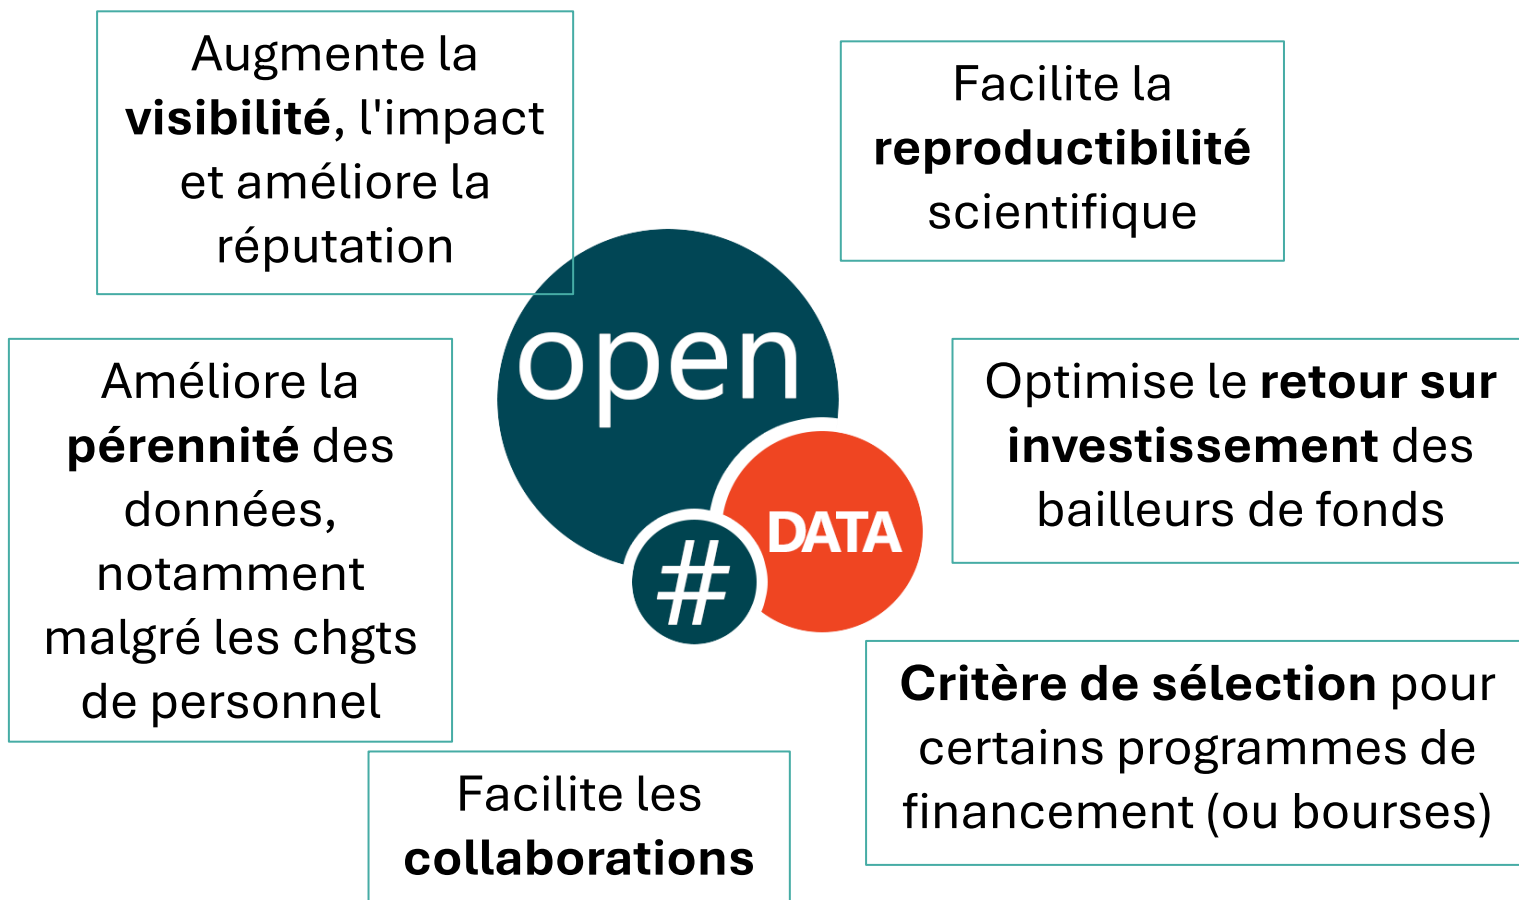 Augmente la
visibilité, l'impact
et améliore la
réputation
Facilite la
reproductibilité
scientifique
open
DATA
#
Améliore la
pérennité des
données,
notamment
malgré les chgts
de personnel
Optimise le retour sur
investissement des
bailleurs de fonds
Critère de sélection pour
certains programmes de
financement (ou bourses)
Facilite les
collaborations